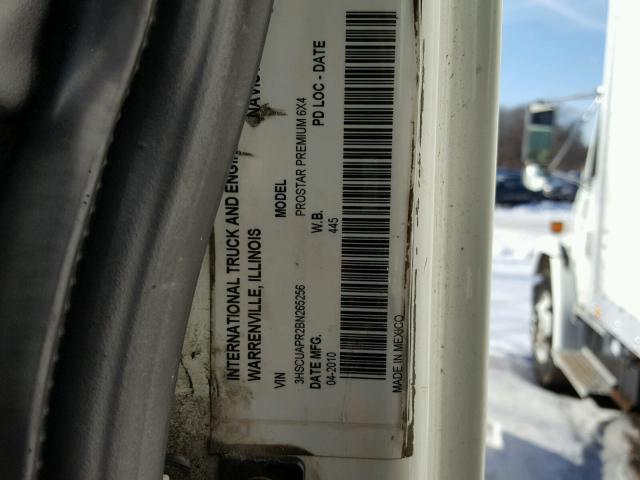 INTERNATIONAL TRUCK AND
WARRENVILLE, ILLINOIS
VIN MODEL
3HSCUAPR2BN265256 PROSTAR PREMIUM 6X4
DATE MFG. W.B. PD LOC - DATE
04-2010 445
MADE IN MEXICO